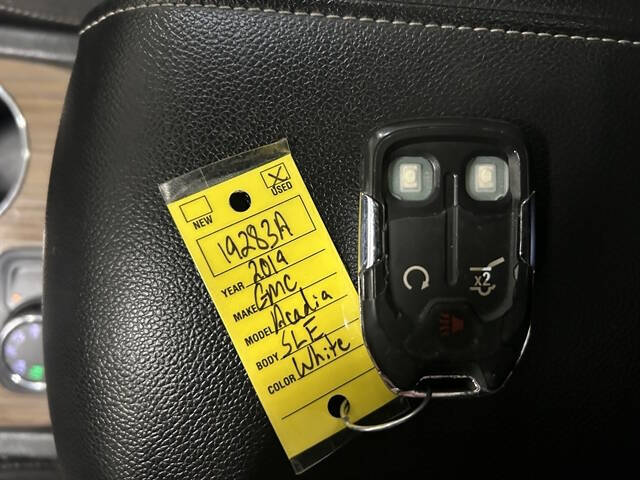 NEW
USED
19283A
YEAR 2019
MAKE GMC
MODEL Acadia
BODY SLE
COLOR White
x2